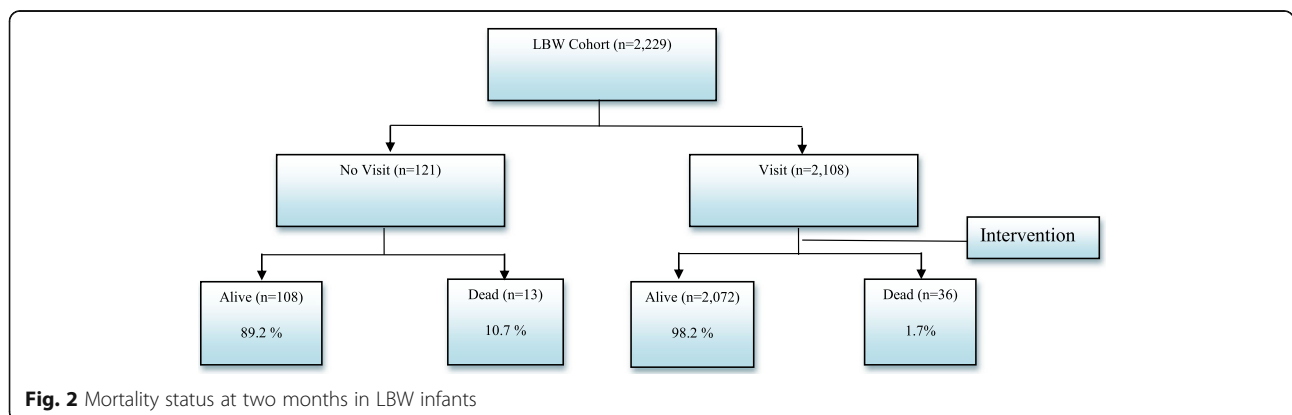 LBW Cohort (n=2,229)
No Visit (n=121)
Visit (n=2,108)
Intervention
Alive (n=108)
89.2 %
Dead (n=13)
10.7 %
Alive (n=2,072)
98.2 %
Dead (n=36)
1.7%
Fig. 2 Mortality status at two months in LBW infants